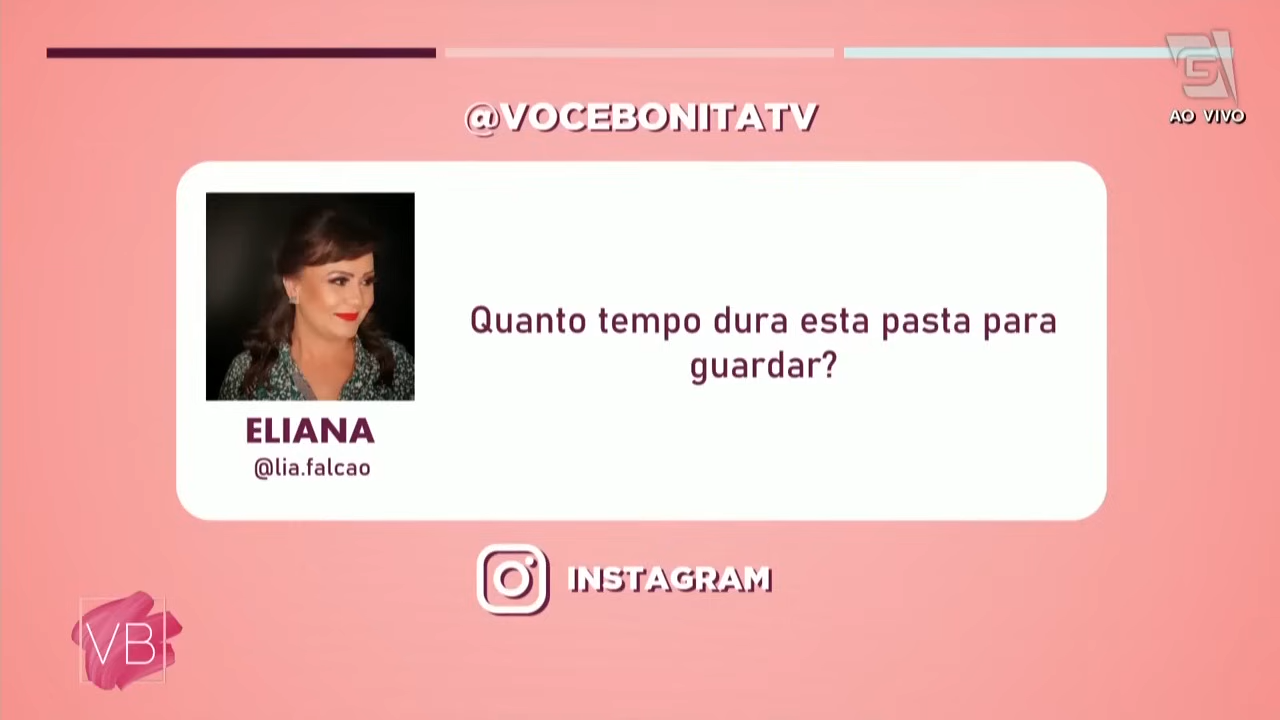 @VOCEBONITATV
AO VIVO
Quanto tempo dura esta pasta para
guardar?
ELIANA
@lia.falcao
INSTAGRAM
VB